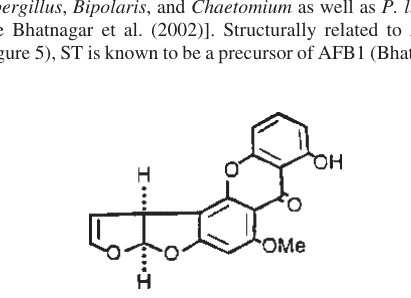 pergillus, Bipolaris, and Chaetomium as well as P. l
e Bhatnagar et al. (2002)]. Structurally related to
gure 5), ST is known to be a precursor of AFB1 (Bhat
H
O
OH
O
OMe
O
O
H